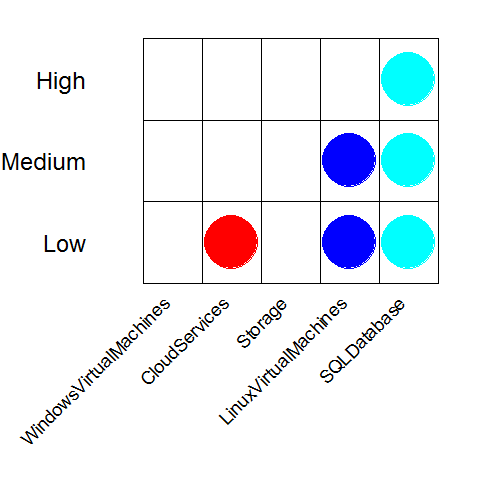 High
Medium
Low
WindowsVirtualMachines
CloudServices
Storage
LinuxVirtualMachines
SQLDatabase